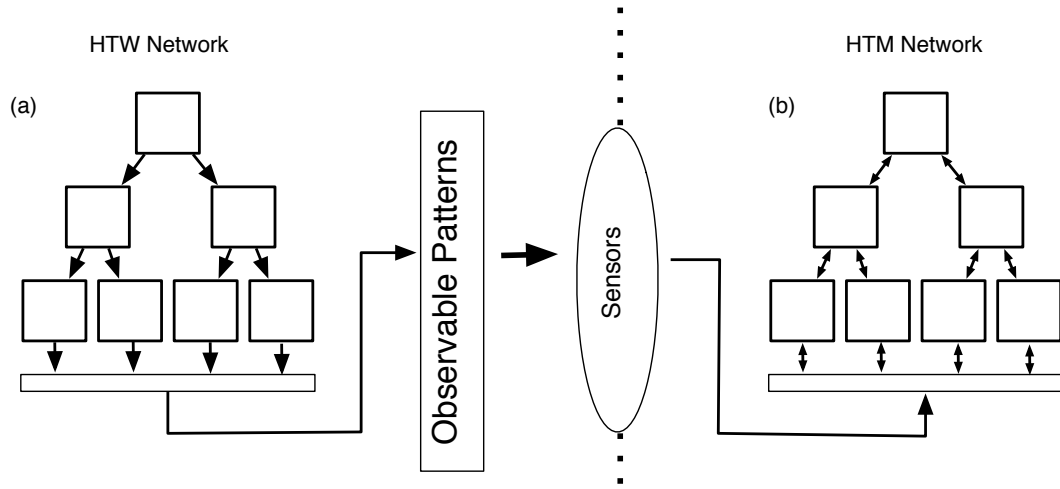 HTW Network
HTM Network
(a)
(b)
Observable Patterns
Sensors